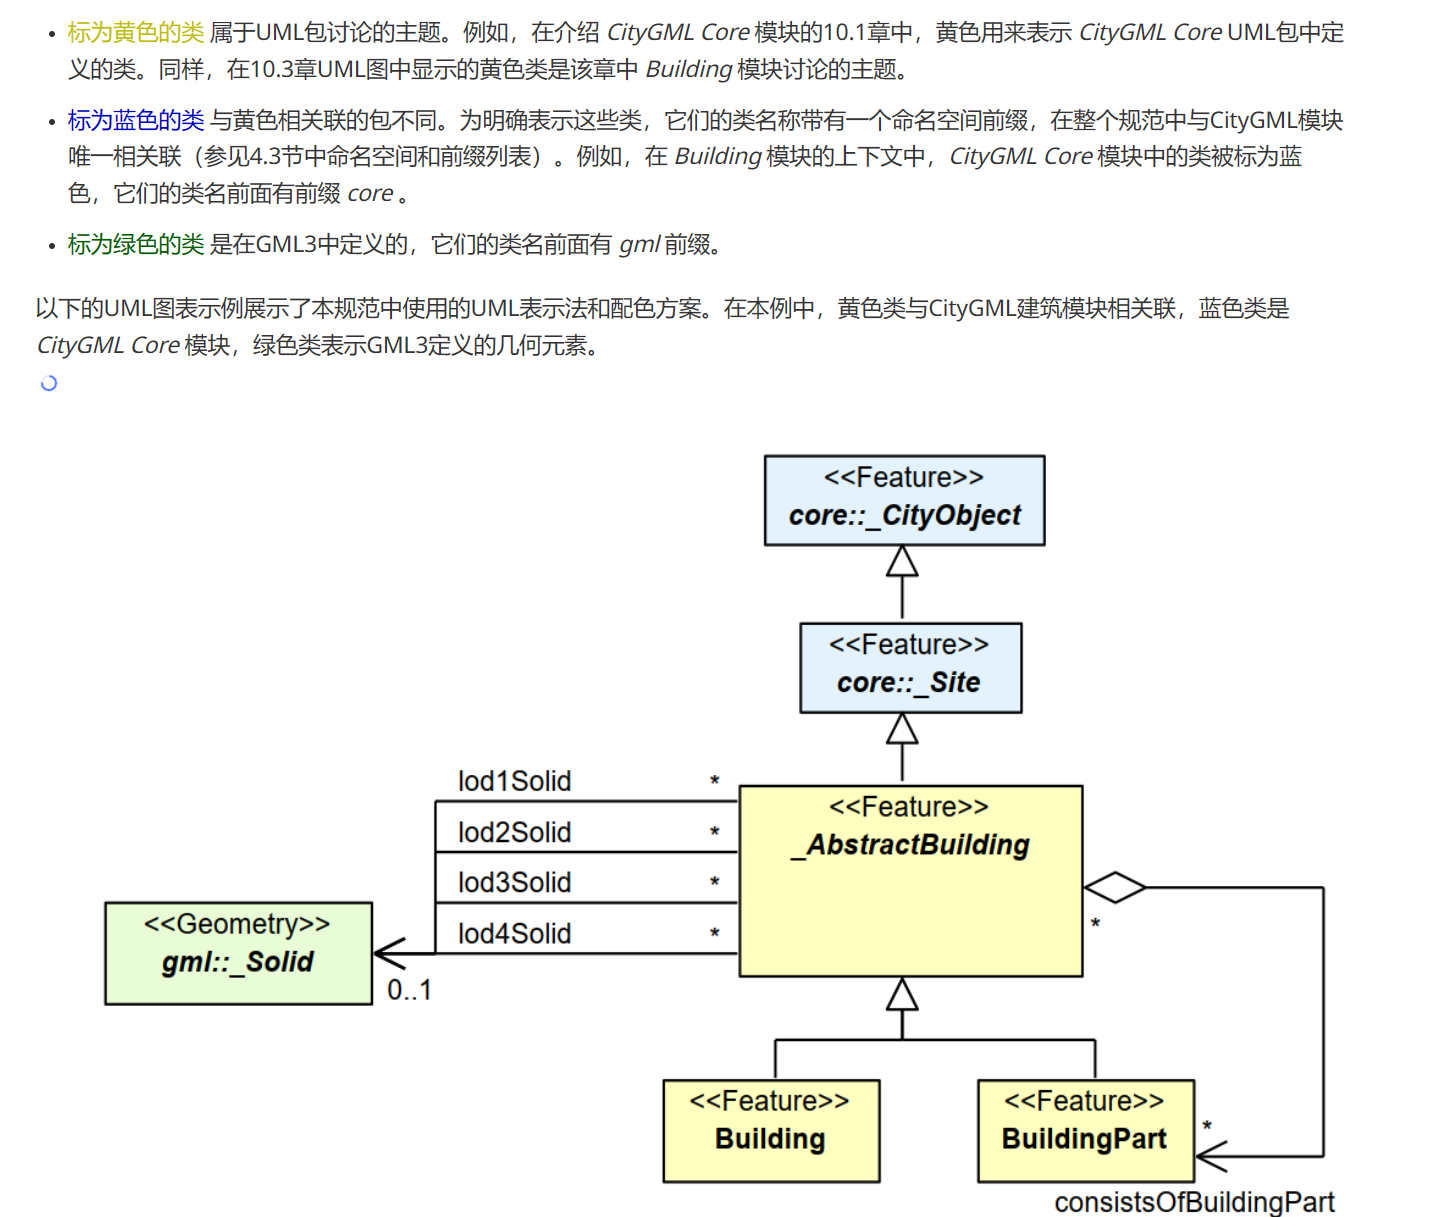 • 标为黄色的类 属于UML包讨论的主题。例如，在介绍 CityGML Core 模块的10.1章中，黄色用来表示 CityGML Core UML包中定
义的类。同样，在10.3章UML图中显示的黄色类是该章中 Building 模块讨论的主题。
• 标为蓝色的类 与黄色相关联的包不同。为明确表示这些类，它们的类名称带有一个命名空间前缀，在整个规范中与CityGML模块
唯一相关联（参见4.3节中命名空间和前缀列表）。例如，在 Building 模块的上下文中，CityGML Core 模块中的类被标为蓝
色，它们的类名前面有前缀 core 。
• 标为绿色的类 是在GML3中定义的，它们的类名前面有 gml 前缀。
以下的UML图表示例展示了本规范中使用的UML表示法和配色方案。在本例中，黄色类与CityGML建筑模块相关联，蓝色类是
CityGML Core 模块，绿色类表示GML3定义的几何元素。
<<Feature>>
core::_CityObject
<<Feature>>
core::_Site
lod1Solid *
lod2Solid *
lod3Solid *
lod4Solid *
<<Feature>>
_AbstractBuilding
*
<<Geometry>>
gml::_Solid
0..1
<<Feature>>
Building
<<Feature>>
BuildingPart
*
consistsOfBuildingPart